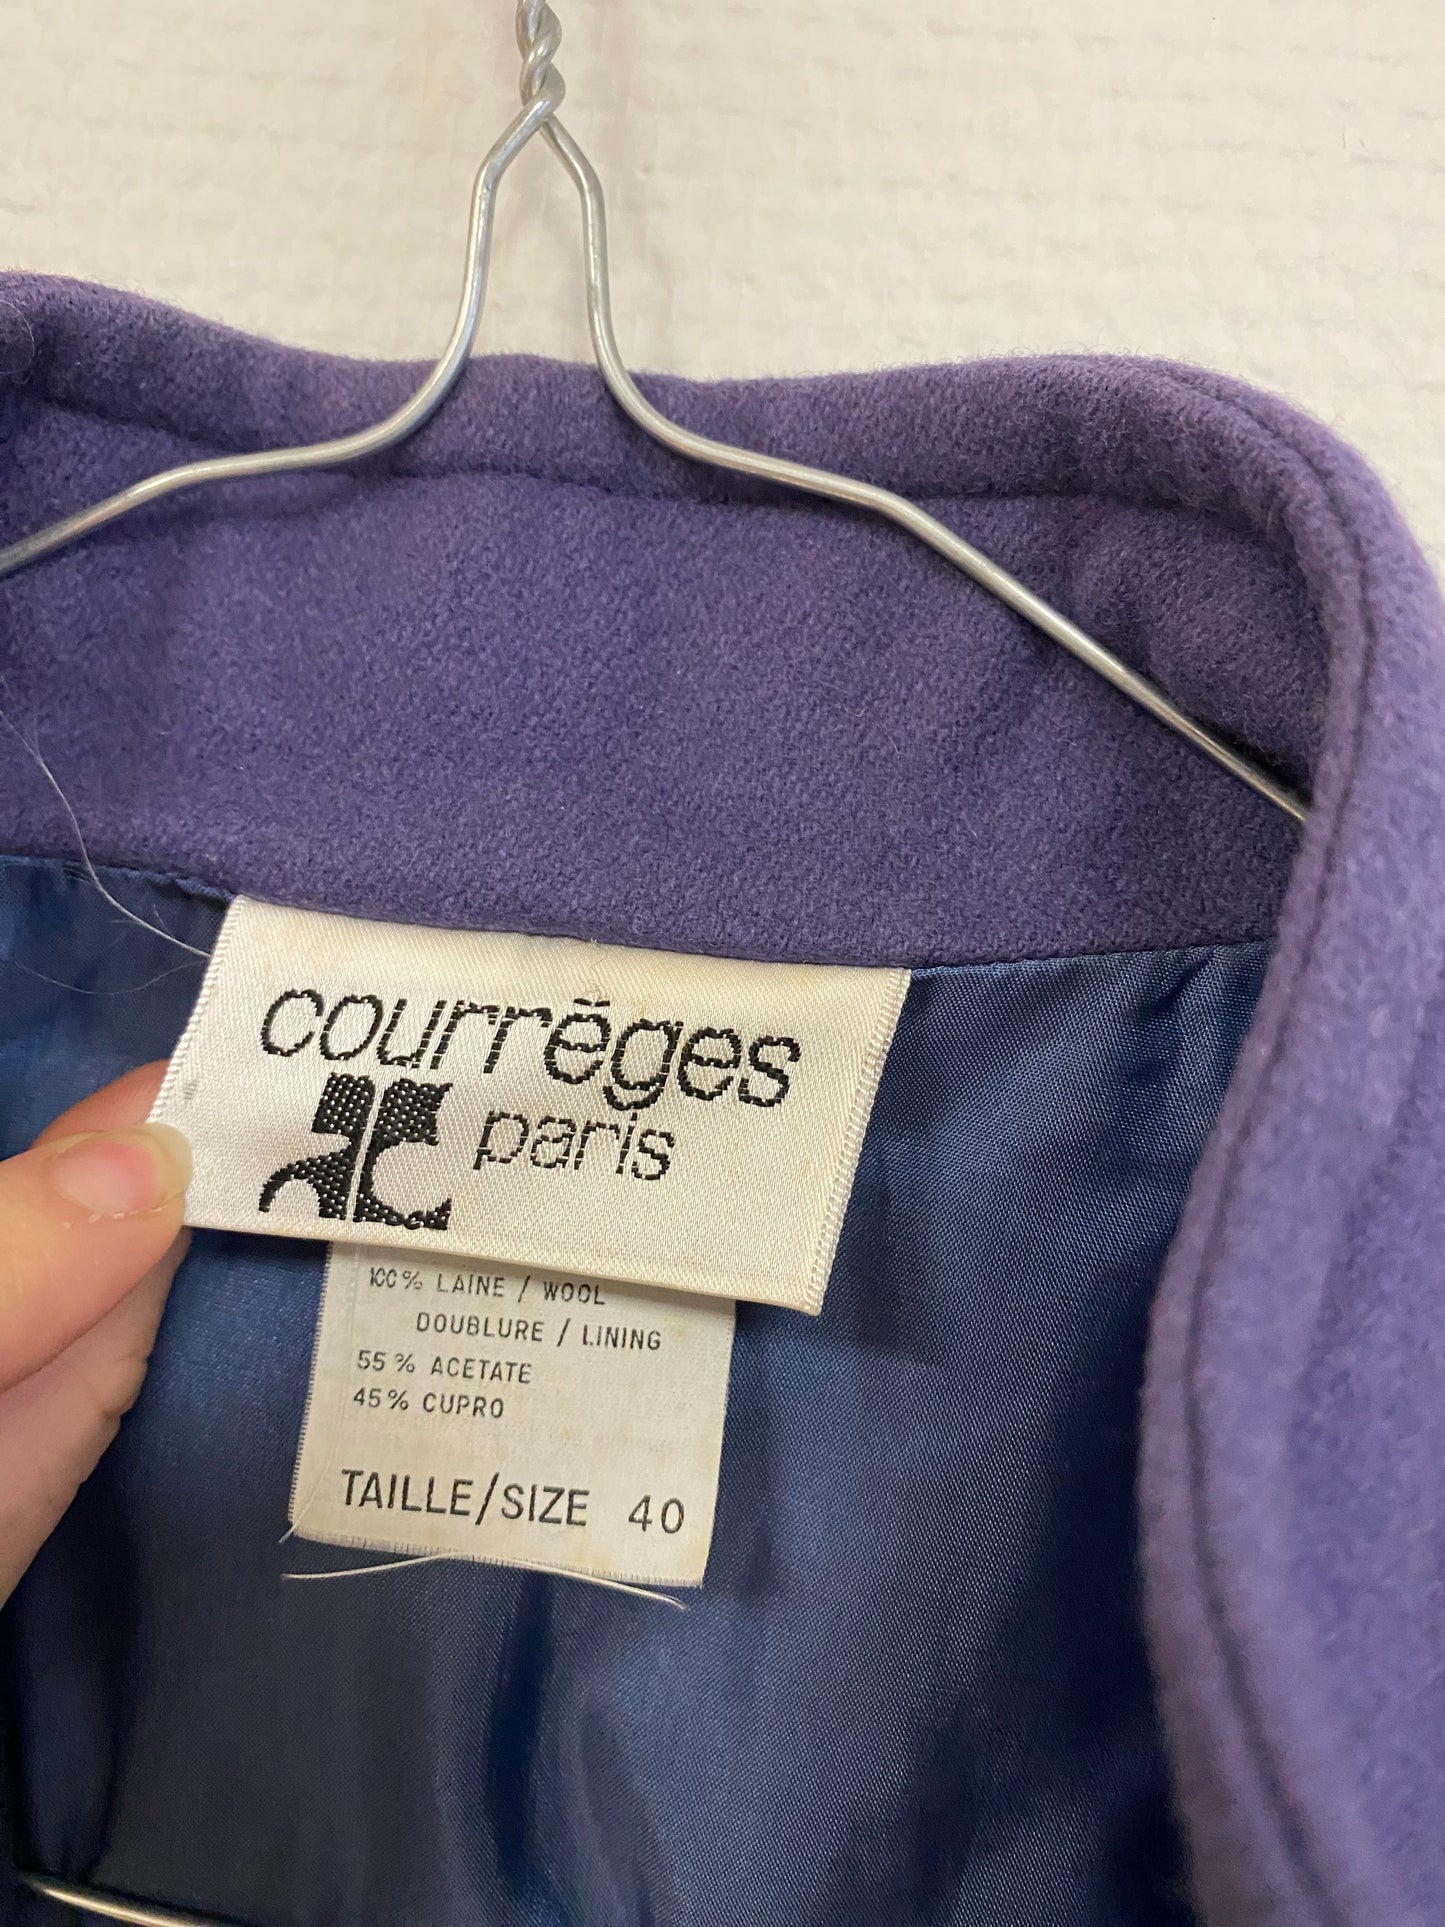 courrèges
paris
100% LAINE / WOOL
DOUBLURE / LINING
55% ACETATE
45% CUPRO
TAILLE/SIZE 40